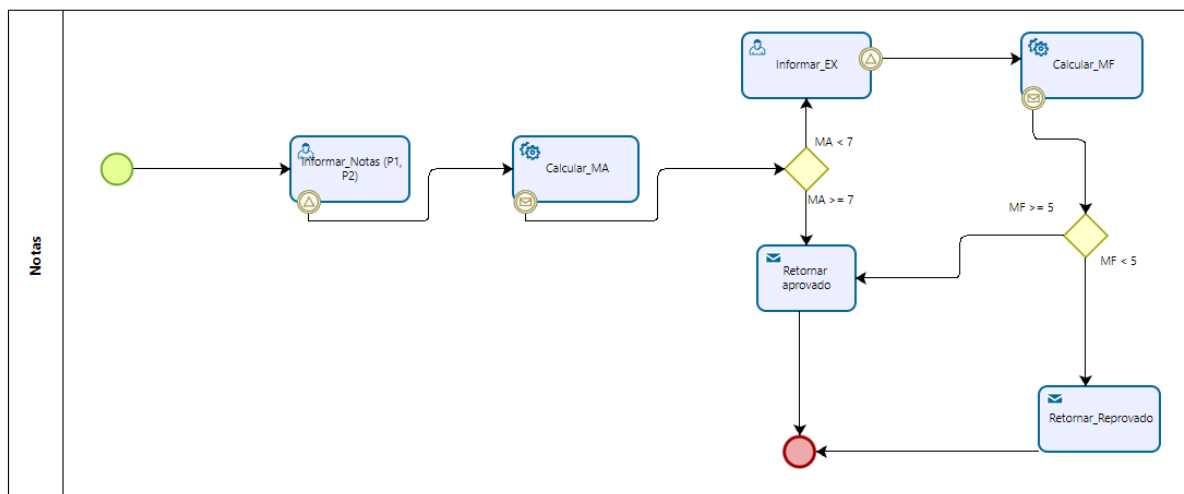 Notas
Informar_Notas (P1,
P2)
Calcular_MA
MA < 7
MA >= 7
Informar_EX
Calcular_MF
MF >= 5
MF < 5
Retornar
aprovado
Retornar_Reprovado